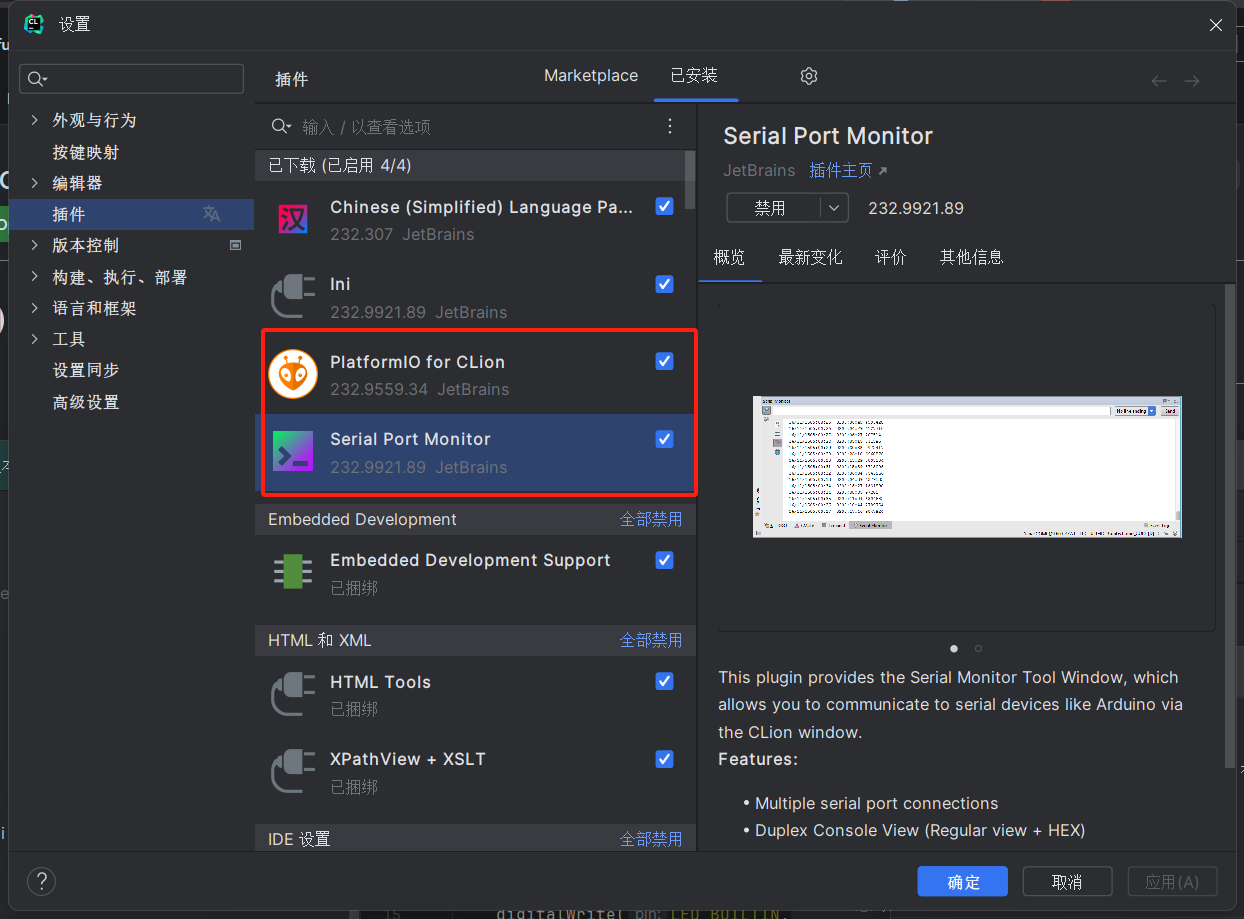 设置
插件
Marketplace
已安装
外观与行为
按键映射
编辑器
插件
版本控制
构建、执行、部署
语言和框架
工具
设置同步
高级设置
输入 / 以查看选项
已下载 (已启用 4/4)
Chinese (Simplified) Language Pa...
232.307 JetBrains
Ini
232.9921.89 JetBrains
PlatformIO for CLion
232.9559.34 JetBrains
Serial Port Monitor
232.9921.89 JetBrains
Embedded Development 全部禁用
Embedded Development Support
已捆绑
HTML 和 XML 全部禁用
HTML Tools
已捆绑
XPathView + XSLT
已捆绑
IDE 设置 全部禁用
Serial Port Monitor
JetBrains 插件主页
禁用 232.9921.89
概览 最新变化 评价 其他信息
No line ending Send
This plugin provides the Serial Monitor Tool Window, which
allows you to communicate to serial devices like Arduino via
the CLion window.
Features:
• Multiple serial port connections
• Duplex Console View (Regular view + HEX)
?
确定 取消 应用(A)
15 digitalWrite( pin: LED_BUILTIN,